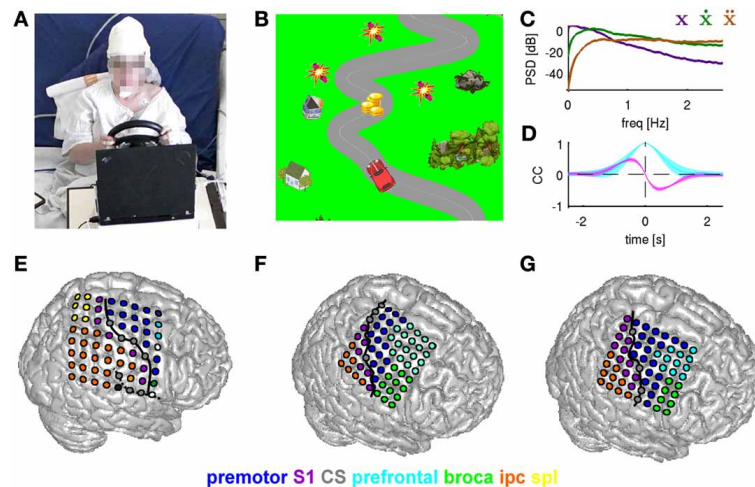 A
B
C
x ẋ ẍ
PSD [dB]
0
-20
-40
0 1 2
freq [Hz]
D
CC
1
0
-1
-2 0 2
time [s]
E
F
G
premotor S1 CS prefrontal broca ipc spl